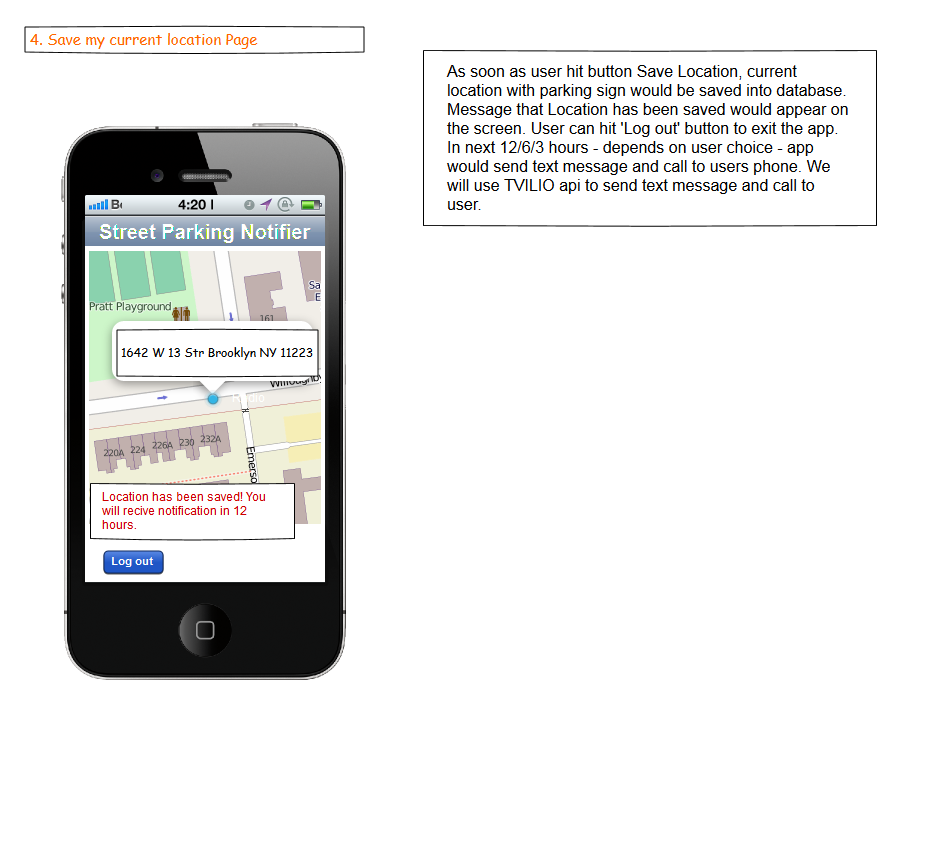 4. Save my current location Page
As soon as user hit button Save Location, current
location with parking sign would be saved into database.
Message that Location has been saved would appear on
the screen. User can hit 'Log out' button to exit the app.
In next 12/6/3 hours - depends on user choice - app
would send text message and call to users phone. We
will use TVILIO api to send text message and call to
user.
4:20
Street Parking Notifier
Pratt Playground
161
1642 W 13 Str Brooklyn NY 11223
220A 224 226A 230 232A
Location has been saved! You
will recive notification in 12
hours.
Log out